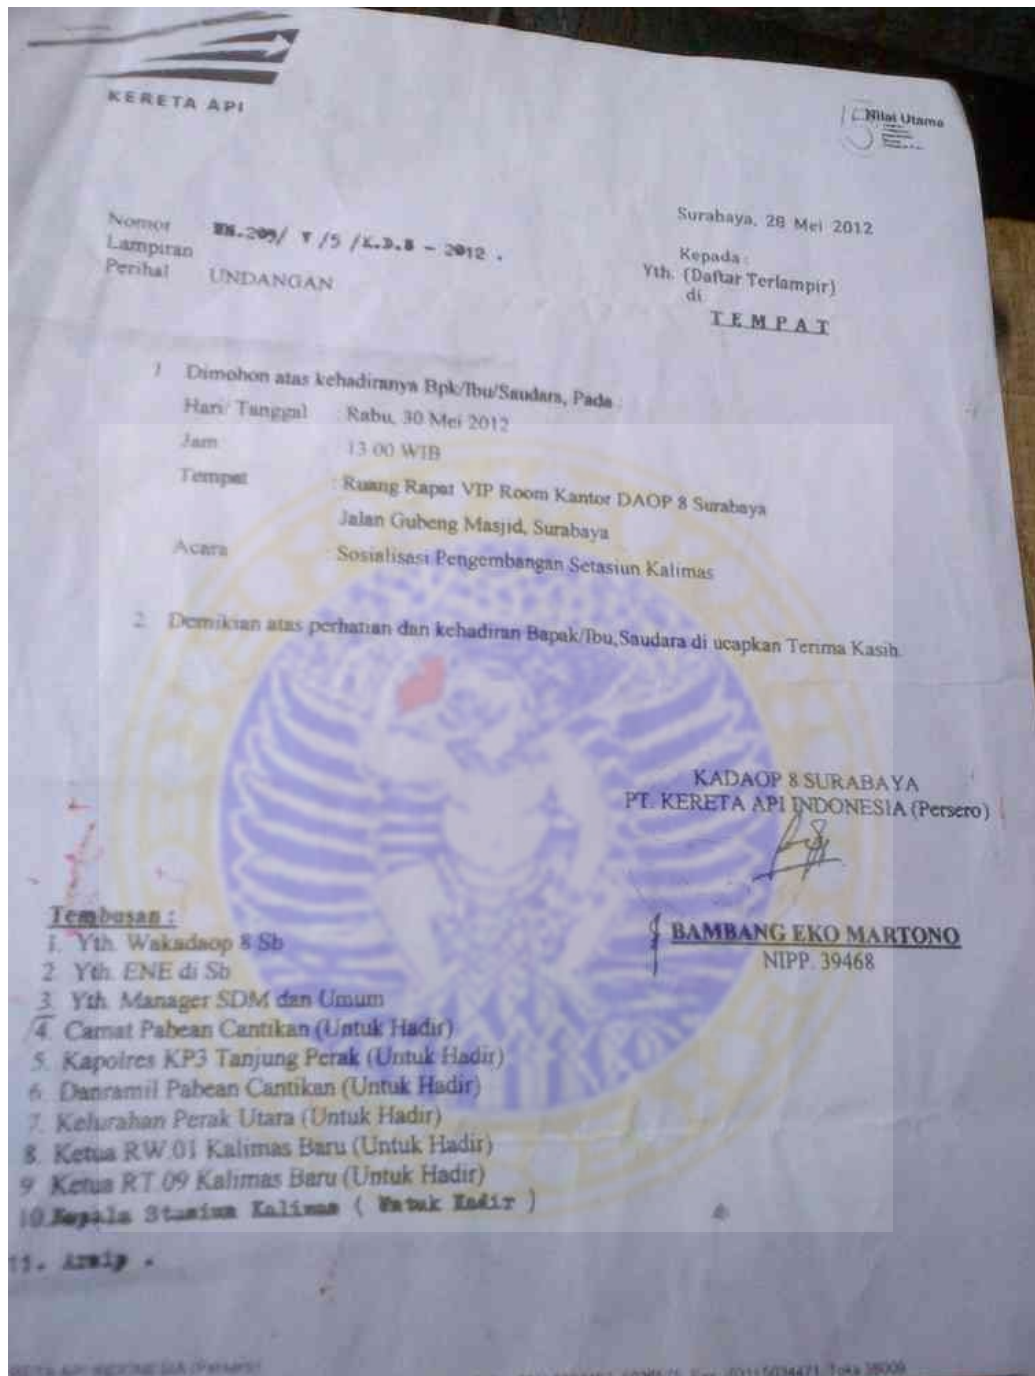 KERETA API
5 Nilai Utama
Surabaya, 28 Mei 2012
Nomor
Lampiran
Perihal UNDANGAN
Kepada :
Yth. (Daftar Terlampir)
di
TEMPAT
1 Dimohon atas kehadiranya Bpk/Ibu/Saudara, Pada :
Hari/ Tanggal : Rabu, 30 Mei 2012
Jam : 13.00 WIB
Tempat : Ruang Rapat VIP Room Kantor DAOP 8 Surabaya
Jalan Gubeng Masjid, Surabaya
Acara : Sosialisasi Pengembangan Setasiun Kalimas
2. Demikian atas perhatian dan kehadiran Bapak/Ibu,Saudara di ucapkan Terima Kasih.
KADAOP 8 SURABAYA
PT. KERETA API INDONESIA (Persero)
BAMBANG EKO MARTONO
NIPP. 39468
Tembusan :
1. Yth. Wakadaop 8 Sb
2. Yth. ENE di Sb
3. Yth. Manager SDM dan Umum
4. Camat Pabean Cantikan (Untuk Hadir)
5. Kapolres KP3 Tanjung Perak (Untuk Hadir)
6. Danramil Pabean Cantikan (Untuk Hadir)
7. Kelurahan Perak Utara (Untuk Hadir)
8. Ketua RW.01 Kalimas Baru (Untuk Hadir)
9. Ketua RT.09 Kalimas Baru (Untuk Hadir)
10. Kepala Stasiun Kalimas ( Untuk Hadir )
11. Arsip .